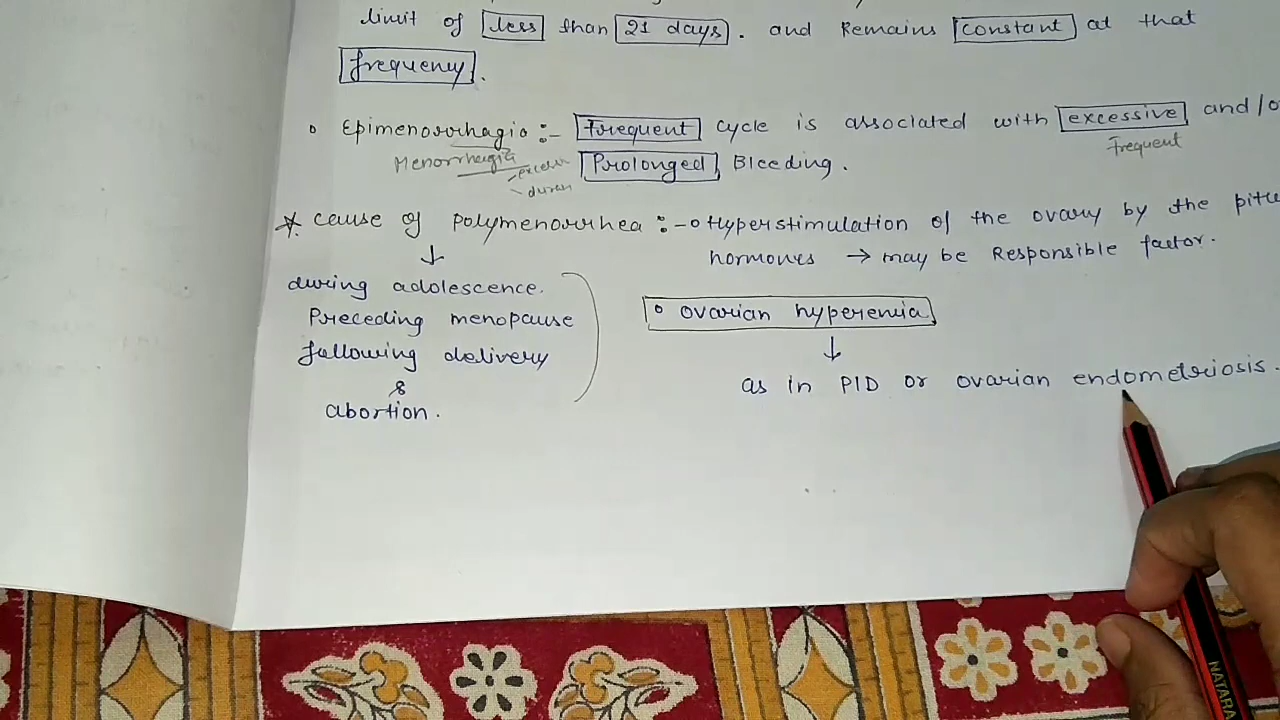 limit of less than 21 days. and Remains constant at that
frequency.
Epimenorrhagia :- Frequent cycle is associated with excessive and/o
Frequent
Menorrhagia
Prolonged Bleeding.
* cause of polymenorrhea :- Hyperstimulation of the ovary by the pitu
hormones → may be Responsible factor.
↓
during adolescence.
Preceding menopause
following delivery
&
abortion.
ovarian hyperemia
↓
as in PID or ovarian endometriosis.
NATARA